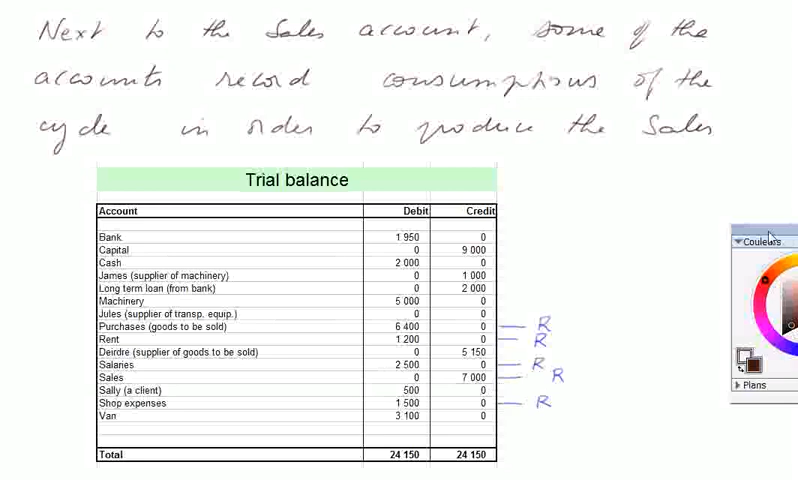 Next to the Sales account, some of the
accounts record consumptions of the
cycle in order to produce the Sales
Trial balance
Account Debit Credit
Bank 1 950 0
Capital 0 9 000
Cash 2 000 0
James (supplier of machinery) 0 1 000
Long term loan (from bank) 0 2 000
Machinery 5 000 0
Jules (supplier of transp. equip.) 0 0
Purchases (goods to be sold) 6 400 0 R
Rent 1 200 0 R
Deirdre (supplier of goods to be sold) 0 5 150
Salaries 2 500 0 R
Sales 0 7 000 R
Sally (a client) 500 0
Shop expenses 1 500 0 R
Van 3 100 0
Total 24 150 24 150
Couleurs
Plans